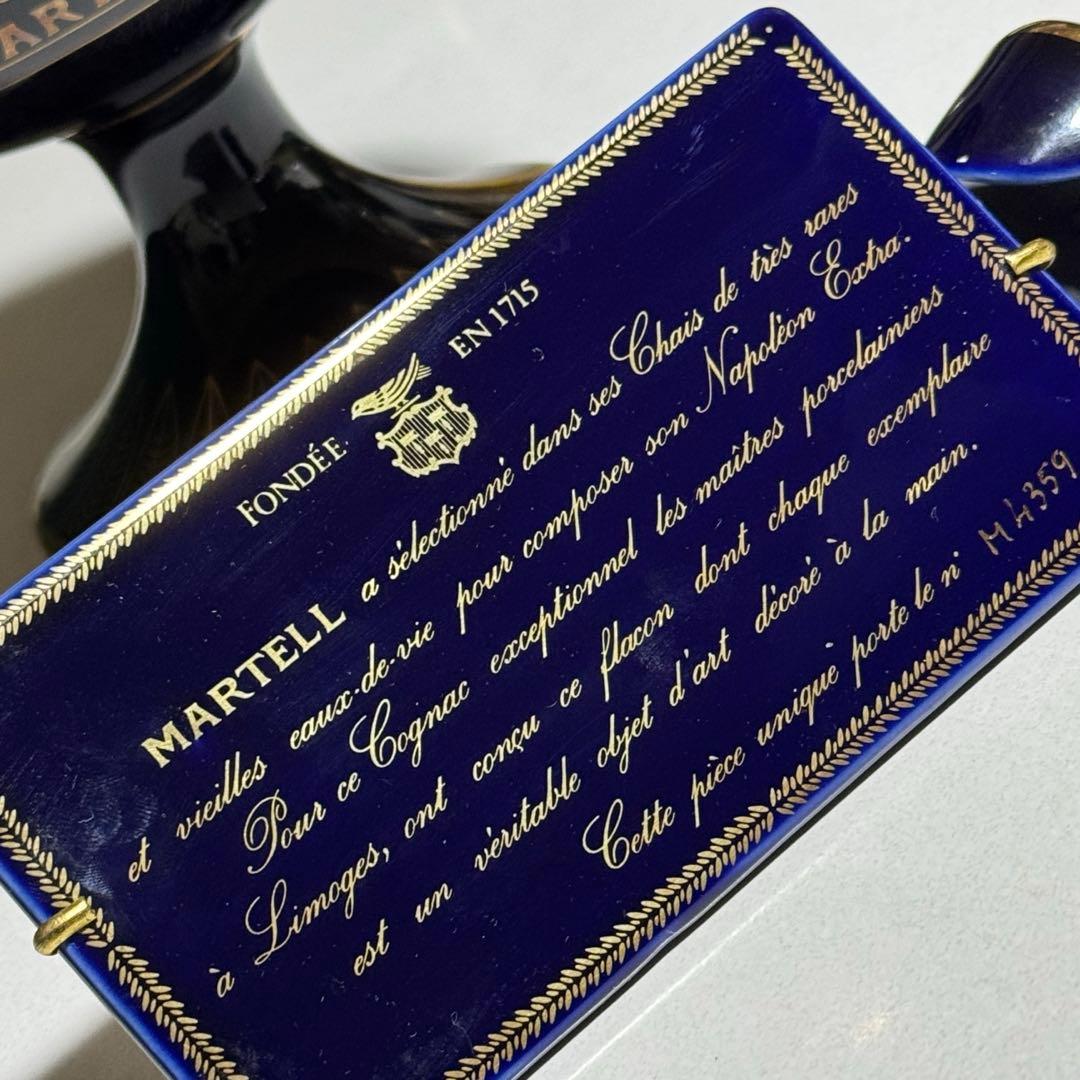 FONDÉE EN 1715
MARTELL a sélectionné dans ses Chais de très rares
et vieilles eaux-de-vie pour composer son Napoléon Extra.
Pour ce Cognac exceptionnel les maîtres porcelainiers
à Limoges, ont conçu ce flacon dont chaque exemplaire
est un véritable objet d'art décoré à la main.
Cette pièce unique porte le n° M4359